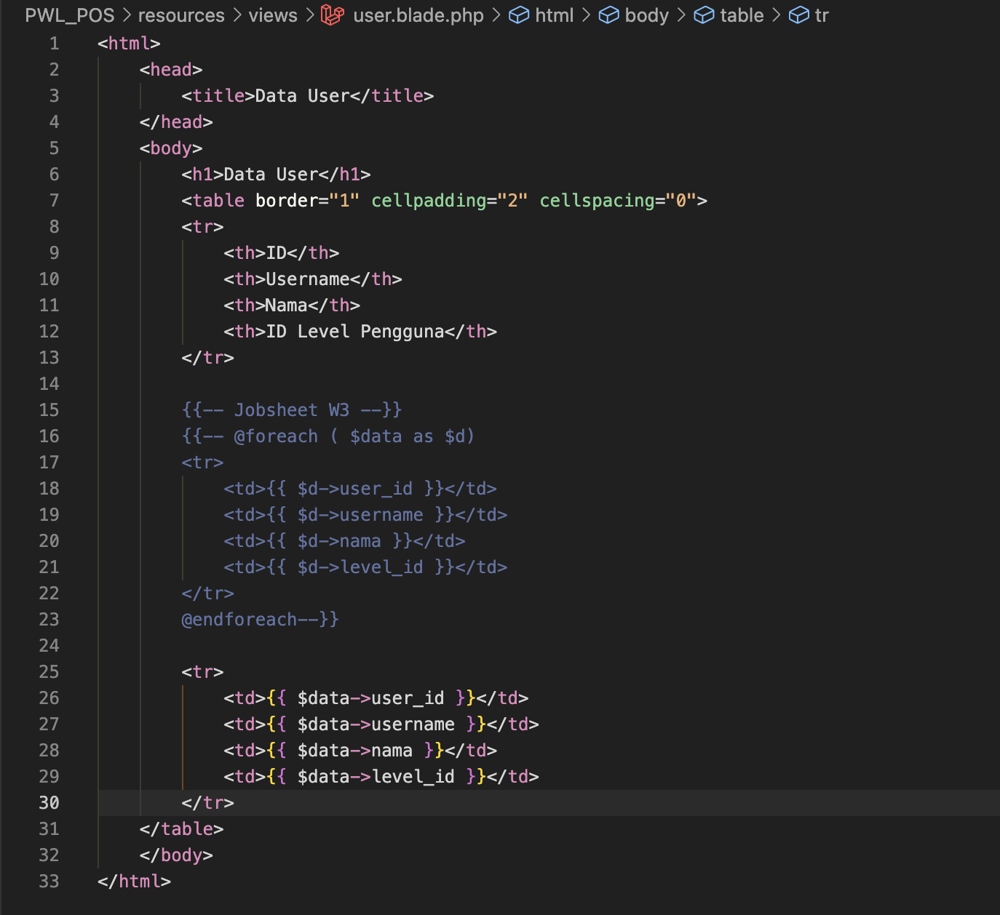 PWL_POS > resources > views > user.blade.php > html > body > table > tr
1 <html>
2 <head>
3 <title>Data User</title>
4 </head>
5 <body>
6 <h1>Data User</h1>
7 <table border="1" cellpadding="2" cellspacing="0">
8 <tr>
9 <th>ID</th>
10 <th>Username</th>
11 <th>Nama</th>
12 <th>ID Level Pengguna</th>
13 </tr>
14
15 {{-- Jobsheet W3 --}}
16 {{-- @foreach ( $data as $d)
17 <tr>
18 <td>{{ $d->user_id }}</td>
19 <td>{{ $d->username }}</td>
20 <td>{{ $d->nama }}</td>
21 <td>{{ $d->level_id }}</td>
22 </tr>
23 @endforeach--}}
24
25 <tr>
26 <td>{{ $data->user_id }}</td>
27 <td>{{ $data->username }}</td>
28 <td>{{ $data->nama }}</td>
29 <td>{{ $data->level_id }}</td>
30 </tr>
31 </table>
32 </body>
33 </html>